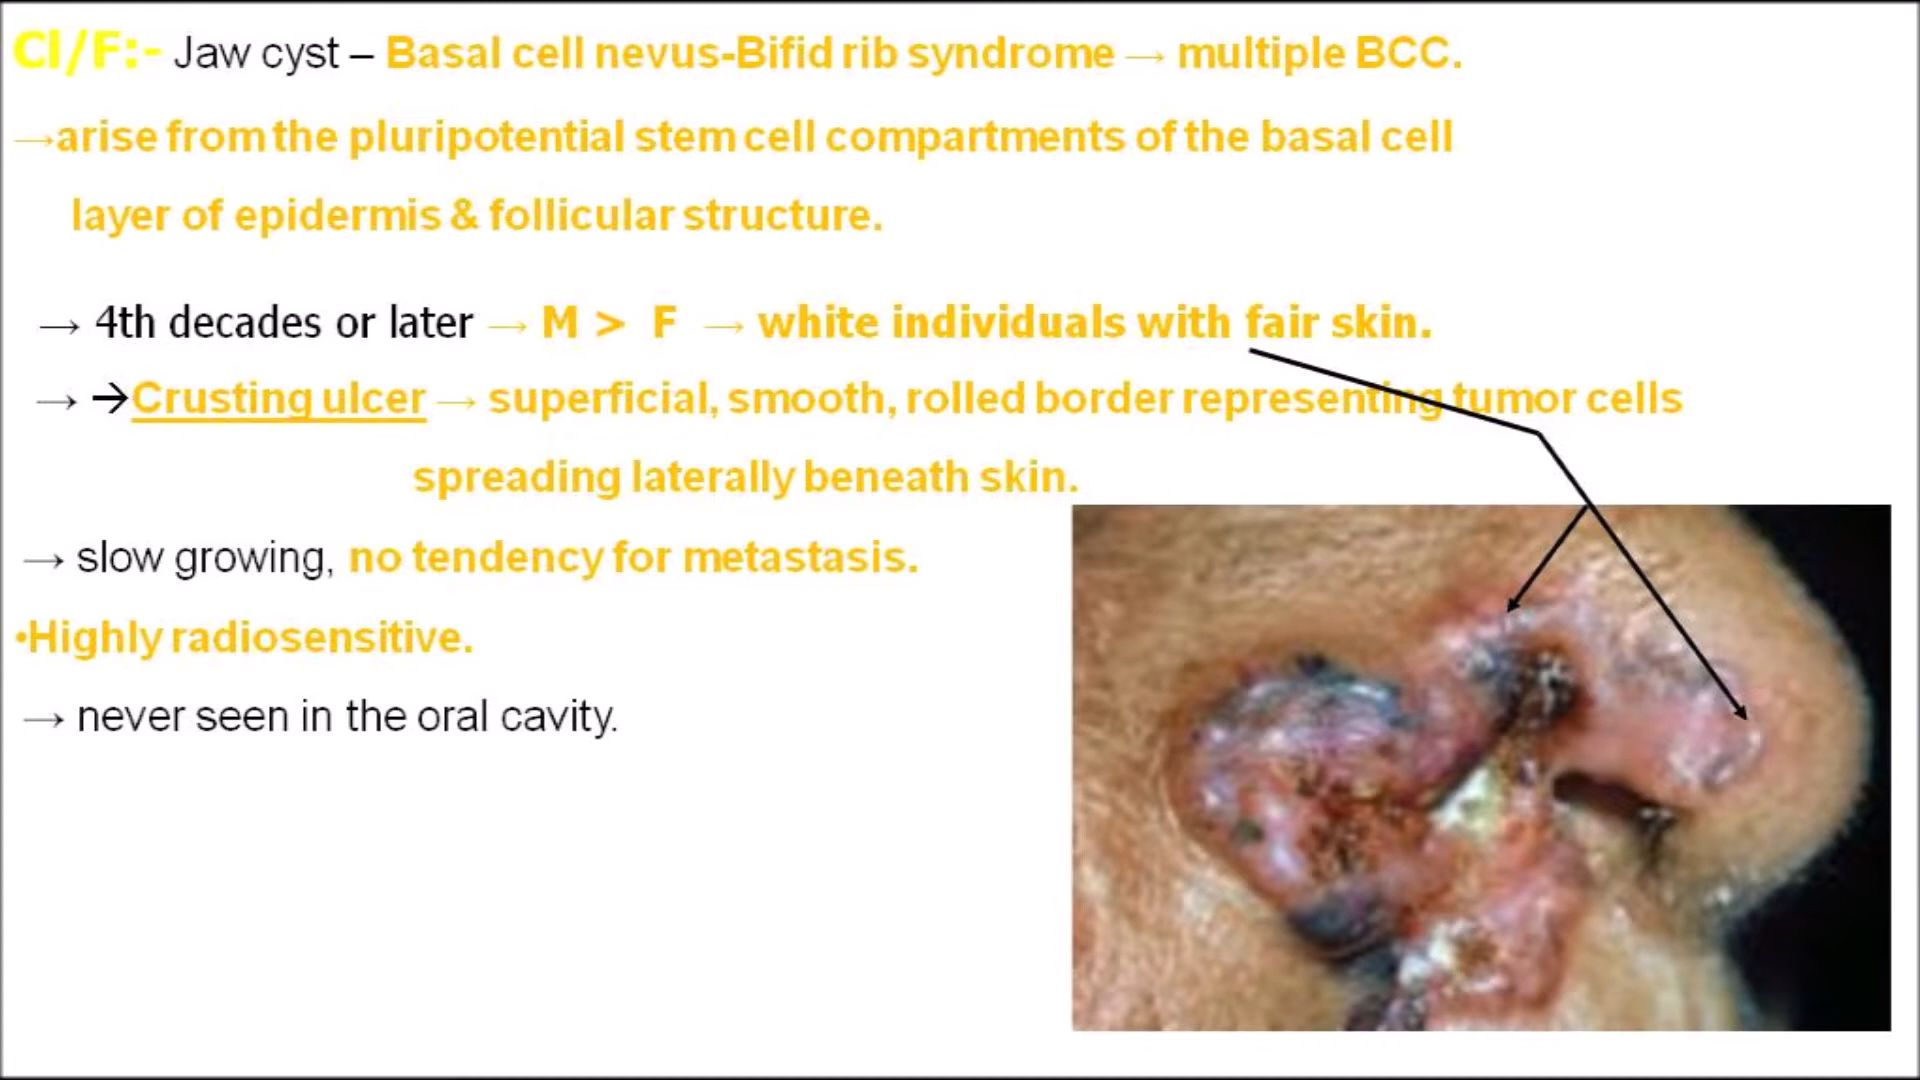 Cl/F:- Jaw cyst – Basal cell nevus-Bifid rib syndrome → multiple BCC.
→arise from the pluripotential stem cell compartments of the basal cell
layer of epidermis & follicular structure.
→ 4th decades or later → M > F → white individuals with fair skin.
→ →Crusting ulcer → superficial, smooth, rolled border representing tumor cells
spreading laterally beneath skin.
→ slow growing, no tendency for metastasis.
•Highly radiosensitive.
→ never seen in the oral cavity.